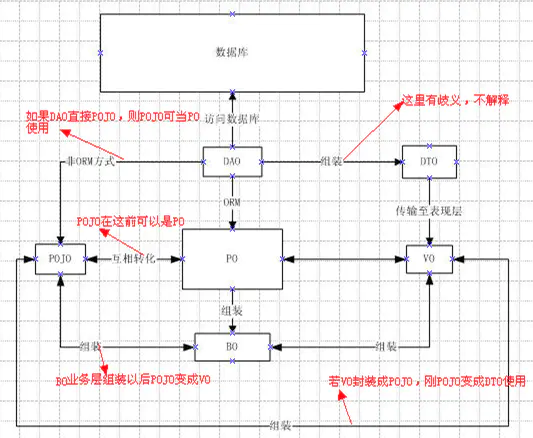 数据库
如果DAO直接POJO，则POJO可当PO
使用
访问数据库
这里有歧义，不解释
非ORM方式
DAO
组装
DTO
ORM
传输至表现层
POJO在这前可以是PO
POJO
互相转化
PO
VO
组装
组装
BO
组装
BO业务层组装以后POJO变成VO
若VO封装成POJO，刚POJO变成DTO使用
组装